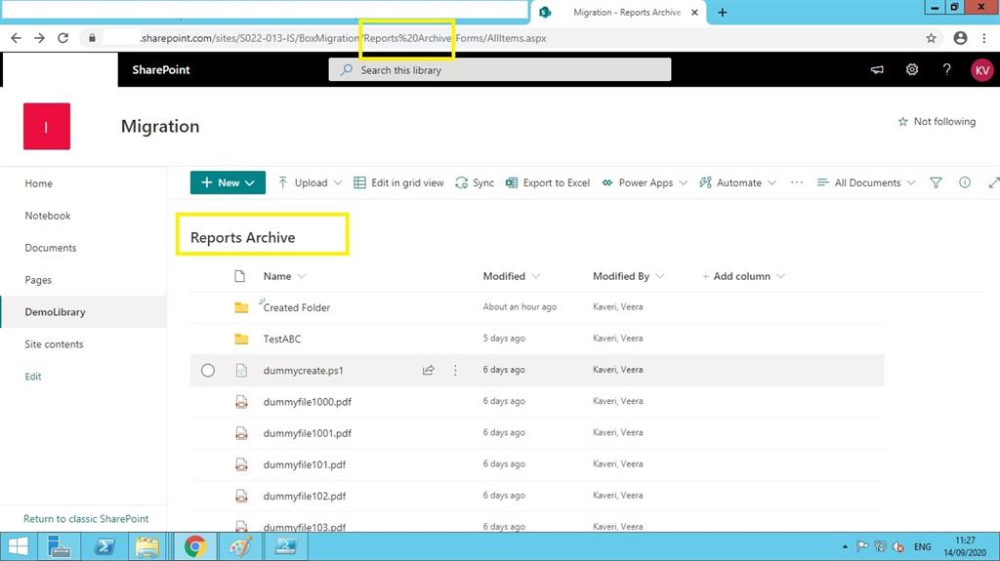 Migration - Reports Archive
.sharepoint.com/sites/S022-013-IS/BoxMigration/Reports%20Archive/Forms/AllItems.aspx
SharePoint
Search this library
?
KV
I
Migration
Not following
+ New
Upload
Edit in grid view
Sync
Export to Excel
Power Apps
Automate
...
All Documents
Home
Notebook
Documents
Pages
DemoLibrary
Site contents
Edit
Return to classic SharePoint
Reports Archive
Name Modified Modified By + Add column
Created Folder About an hour ago Kaveri, Veera
TestABC 5 days ago Kaveri, Veera
dummycreate.ps1 6 days ago Kaveri, Veera
dummyfile1000.pdf 6 days ago Kaveri, Veera
dummyfile1001.pdf 6 days ago Kaveri, Veera
dummyfile101.pdf 6 days ago Kaveri, Veera
dummyfile102.pdf 6 days ago Kaveri, Veera
dummyfile103.pdf 6 days ago Kaveri, Veera
ENG
11:27
14/09/2020